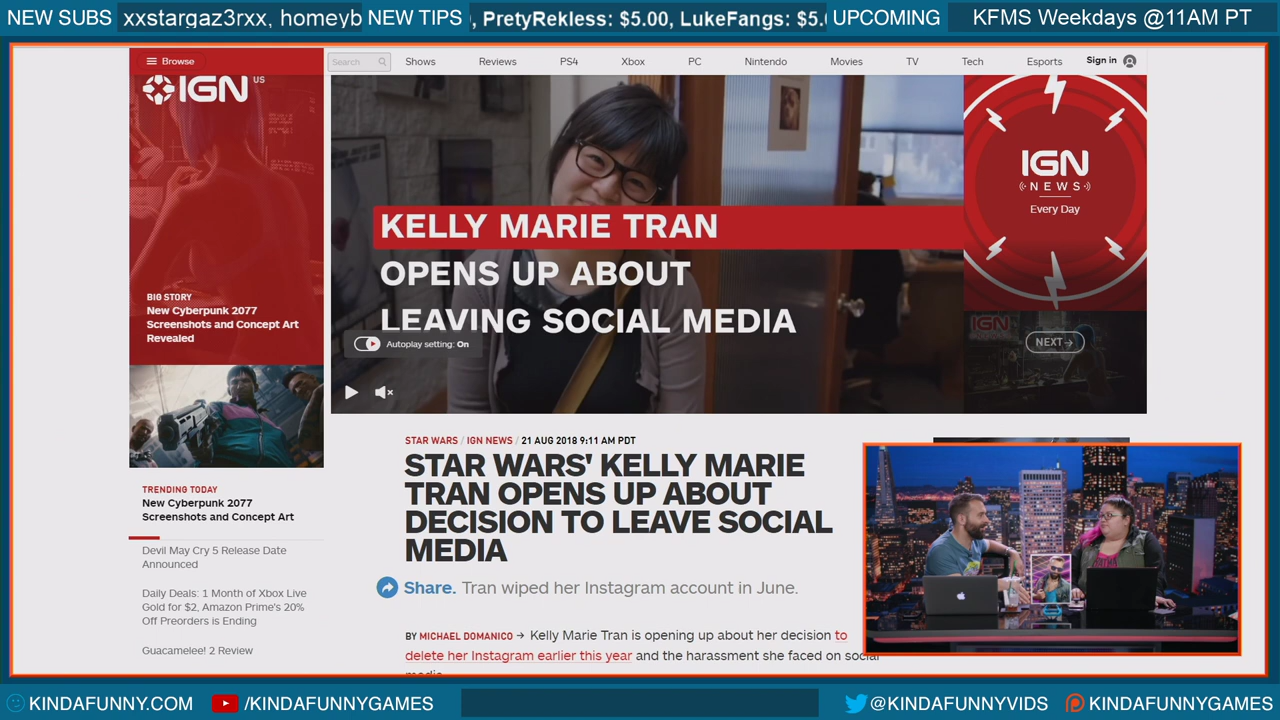 NEW SUBS
xxstargaz3rxx, homeyb
NEW TIPS
, PrettyRekless: $5.00, LukeFangs: $5.
UPCOMING
KFMS Weekdays @11AM PT
Browse
Search
Shows
Reviews
PS4
Xbox
PC
Nintendo
Movies
TV
Tech
Esports
Sign in
IGN US
BIG STORY
New Cyberpunk 2077
Screenshots and Concept Art
Revealed
KELLY MARIE TRAN
OPENS UP ABOUT
LEAVING SOCIAL MEDIA
Autoplay setting: On
IGN
NEWS
Every Day
IGN
NEXT→
TRENDING TODAY
New Cyberpunk 2077
Screenshots and Concept Art
Devil May Cry 5 Release Date
Announced
Daily Deals: 1 Month of Xbox Live
Gold for $2, Amazon Prime's 20%
Off Preorders is Ending
Guacamelee! 2 Review
STAR WARS / IGN NEWS / 21 AUG 2018 9:11 AM PDT
STAR WARS' KELLY MARIE
TRAN OPENS UP ABOUT
DECISION TO LEAVE SOCIAL
MEDIA
Share. Tran wiped her Instagram account in June.
BY MICHAEL DOMANICO → Kelly Marie Tran is opening up about her decision to
delete her Instagram earlier this year and the harassment she faced on social
KINDAFUNNY.COM
/KINDAFUNNYGAMES
@KINDAFUNNYVIDS
KINDAFUNNYGAMES